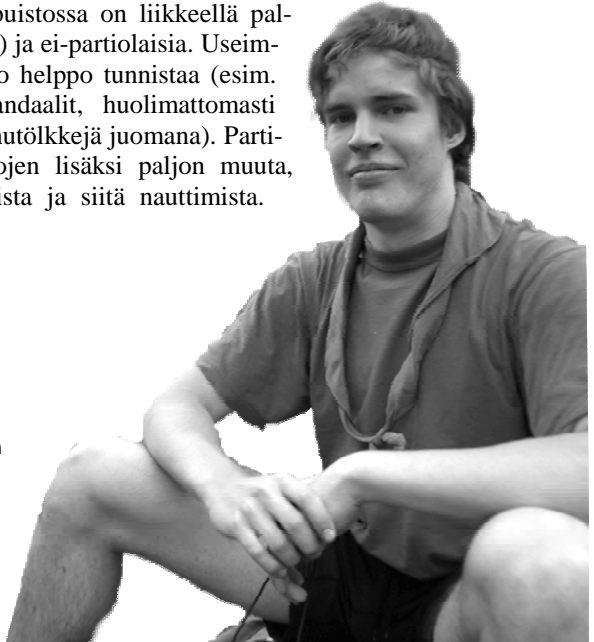 puistossa on liikkeellä pal-
) ja ei-partiolaisia. Useim-
o helppo tunnistaa (esim.
andaalit, huolimattomasti
nutölkkejä juomana). Parti-
ojen lisäksi paljon muuta,
ista ja siitä nauttimista.